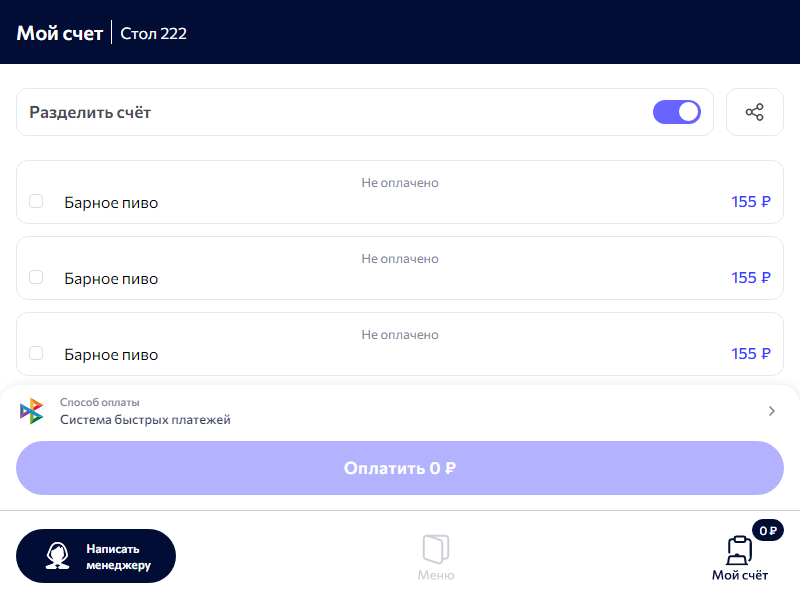 Мой счет
Стол 222
Разделить счёт
Не оплачено
Барное пиво
155 ₽
Не оплачено
Барное пиво
155 ₽
Не оплачено
Барное пиво
155 ₽
Способ оплаты
Система быстрых платежей
Оплатить 0 ₽
Написать
менеджеру
Меню
0 ₽
Мой счёт